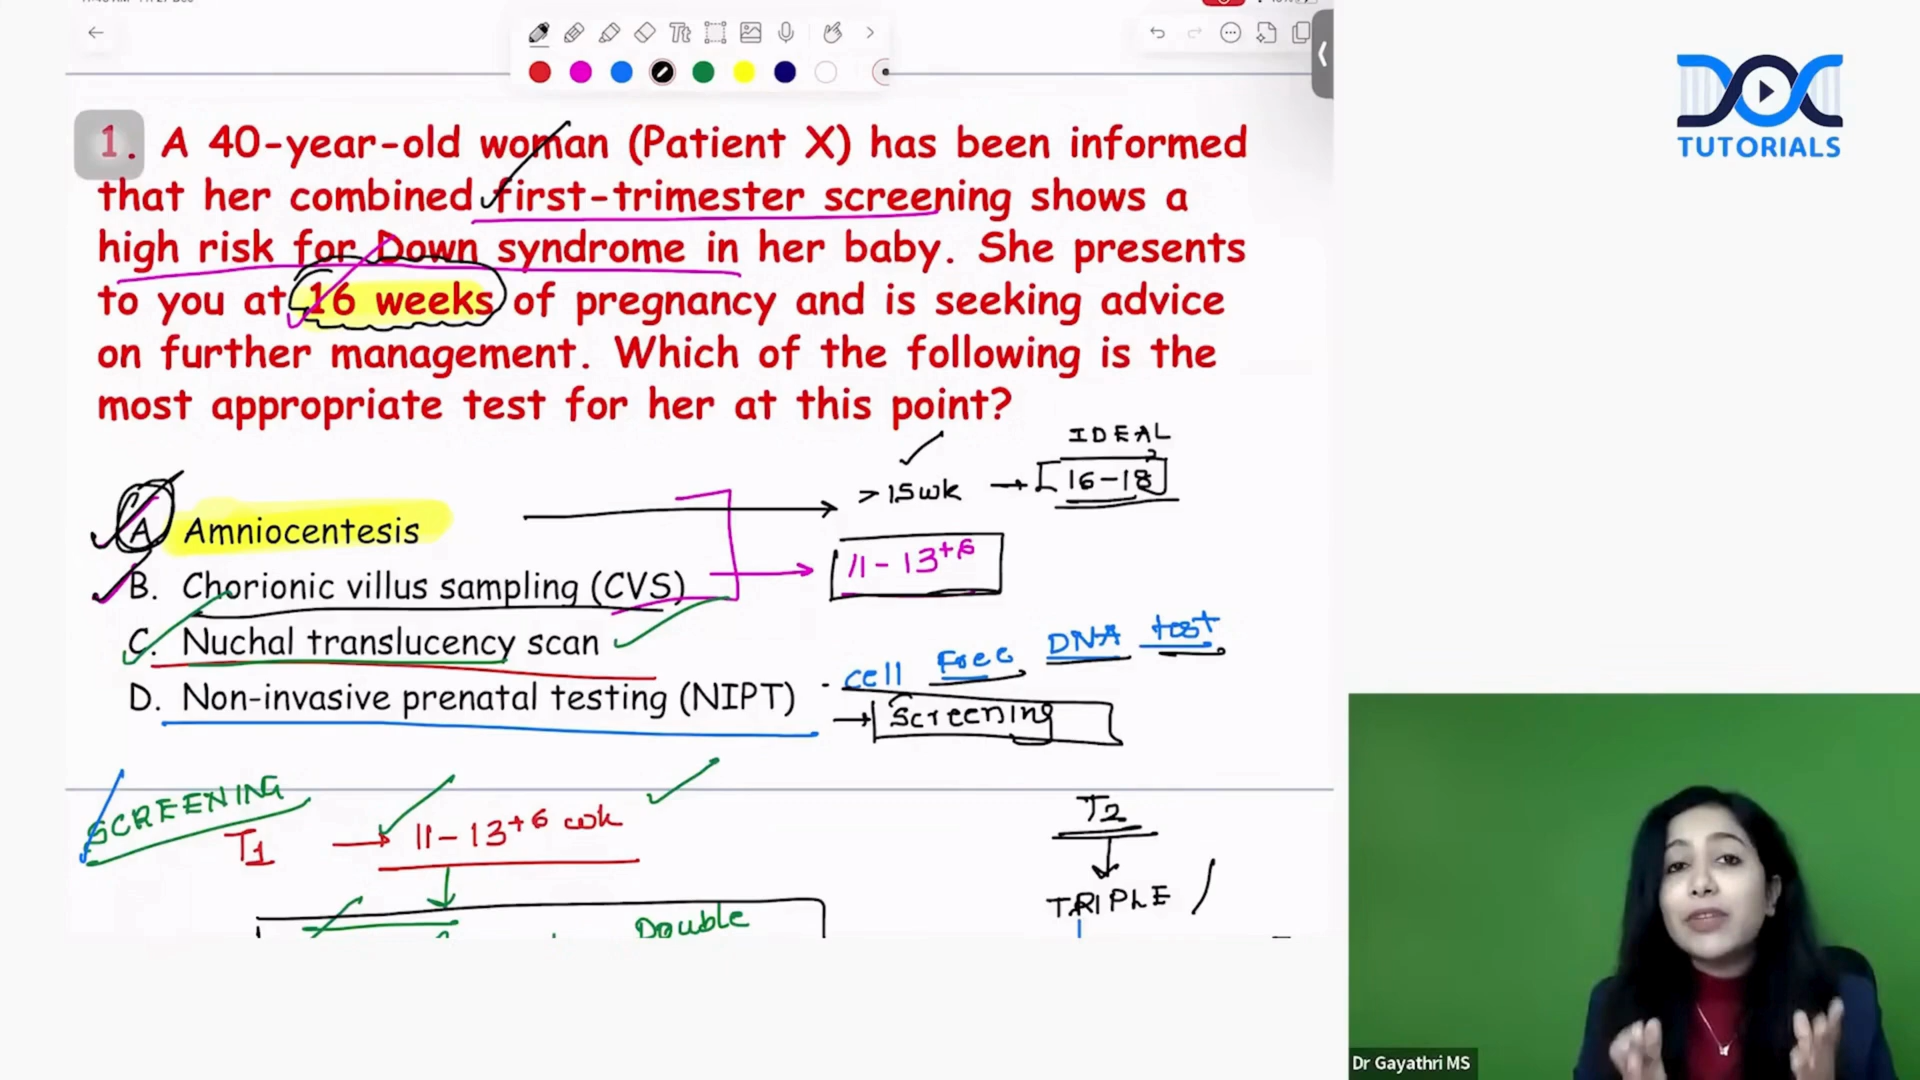 DOC
TUTORIALS
1. A 40-year-old woman (Patient X) has been informed
that her combined first-trimester screening shows a
high risk for Down syndrome in her baby. She presents
to you at 16 weeks of pregnancy and is seeking advice
on further management. Which of the following is the
most appropriate test for her at this point?
IDEAL
>15wk → 16-18
A Amniocentesis
11-13+6
B. Chorionic villus sampling (CVS)
C. Nuchal translucency scan
cell Free DNA test
D. Non-invasive prenatal testing (NIPT)
Screening
SCREENING
T1 → 11-13+6 wk
T2
TRIPLE /
Double
Dr Gayathri MS